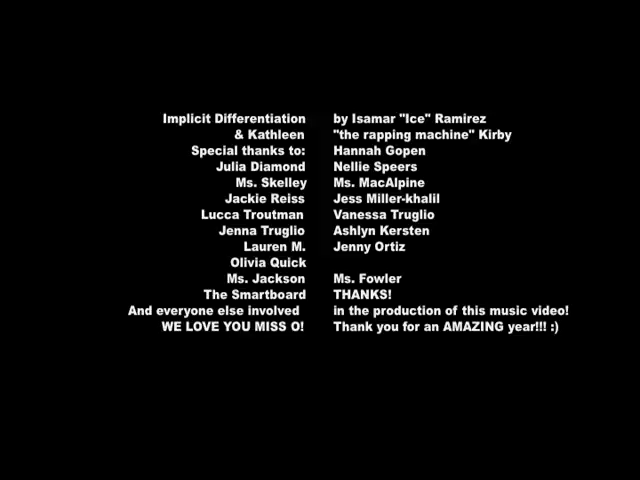 Implicit Differentiation by Isamar "Ice" Ramirez
& Kathleen "the rapping machine" Kirby
Special thanks to: Hannah Gopen
Julia Diamond Nellie Speers
Ms. Skelley Ms. MacAlpine
Jackie Reiss Jess Miller-khalil
Lucca Troutman Vanessa Truglio
Jenna Truglio Ashlyn Kersten
Lauren M. Jenny Ortiz
Olivia Quick
Ms. Jackson Ms. Fowler
The Smartboard THANKS!
And everyone else involved in the production of this music video!
WE LOVE YOU MISS O! Thank you for an AMAZING year!!! :)